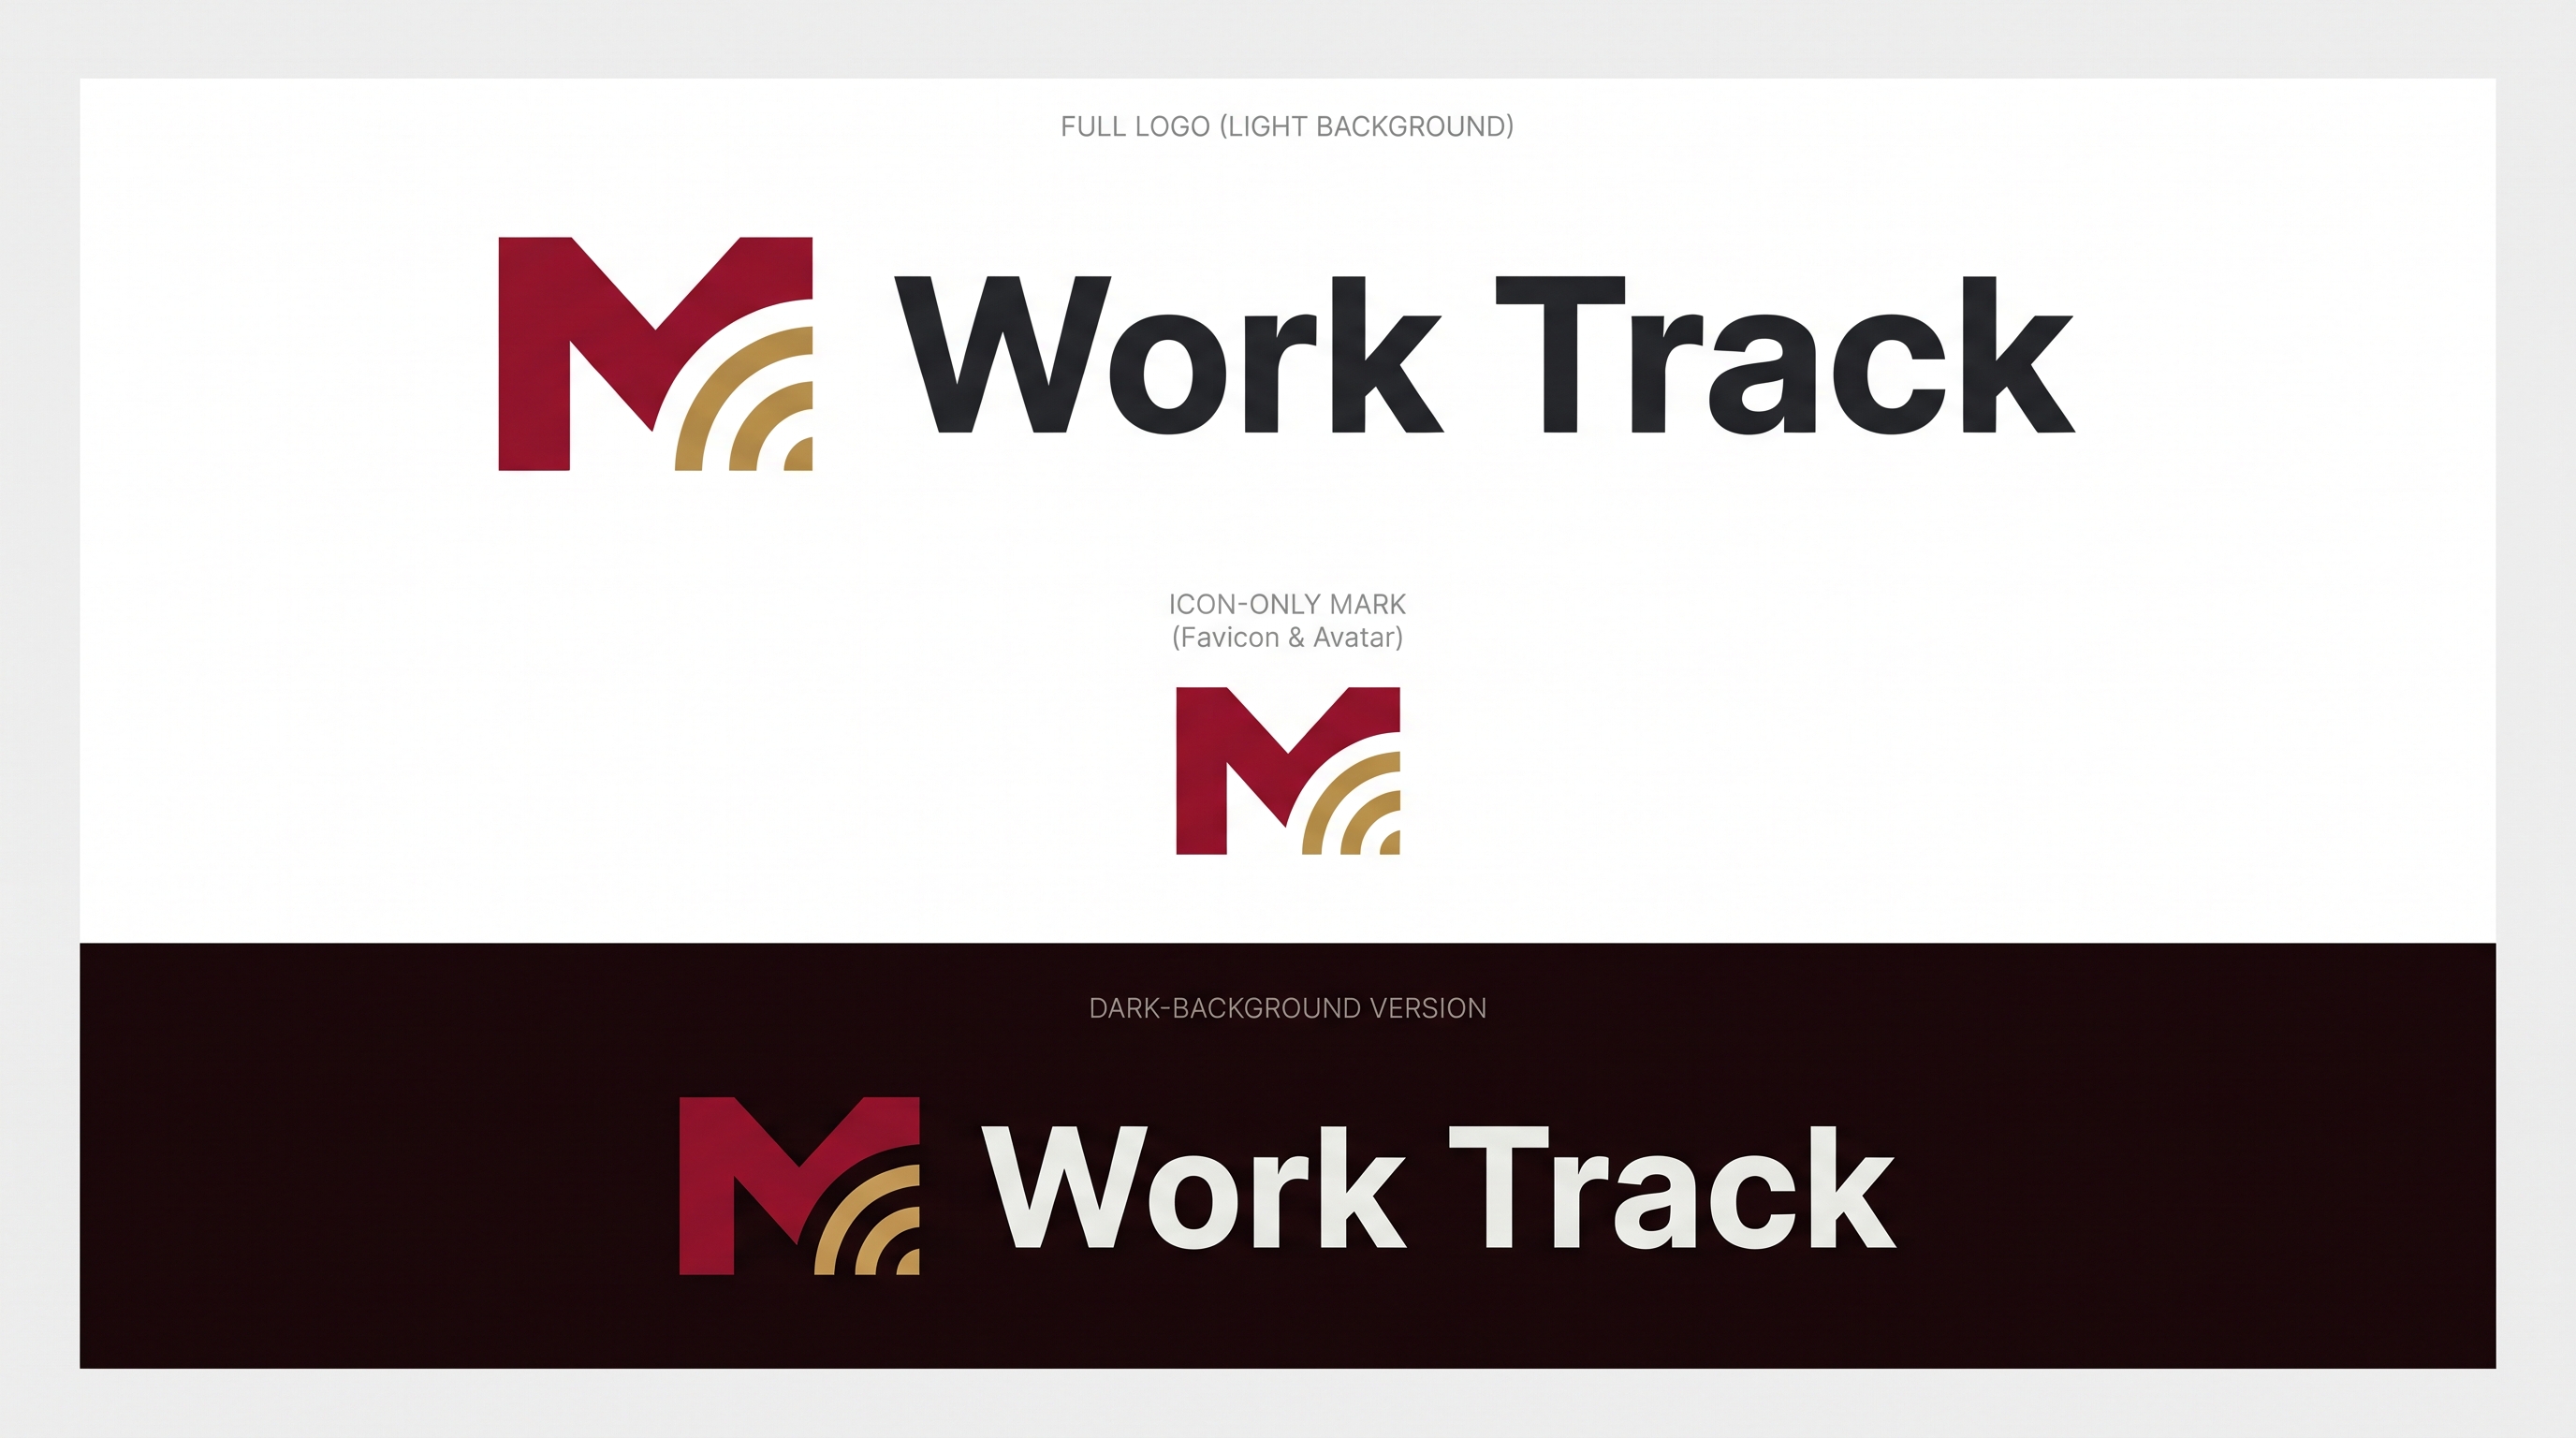 FULL LOGO (LIGHT BACKGROUND)
M Work Track
ICON-ONLY MARK
(Favicon & Avatar)
M
DARK-BACKGROUND VERSION
M Work Track